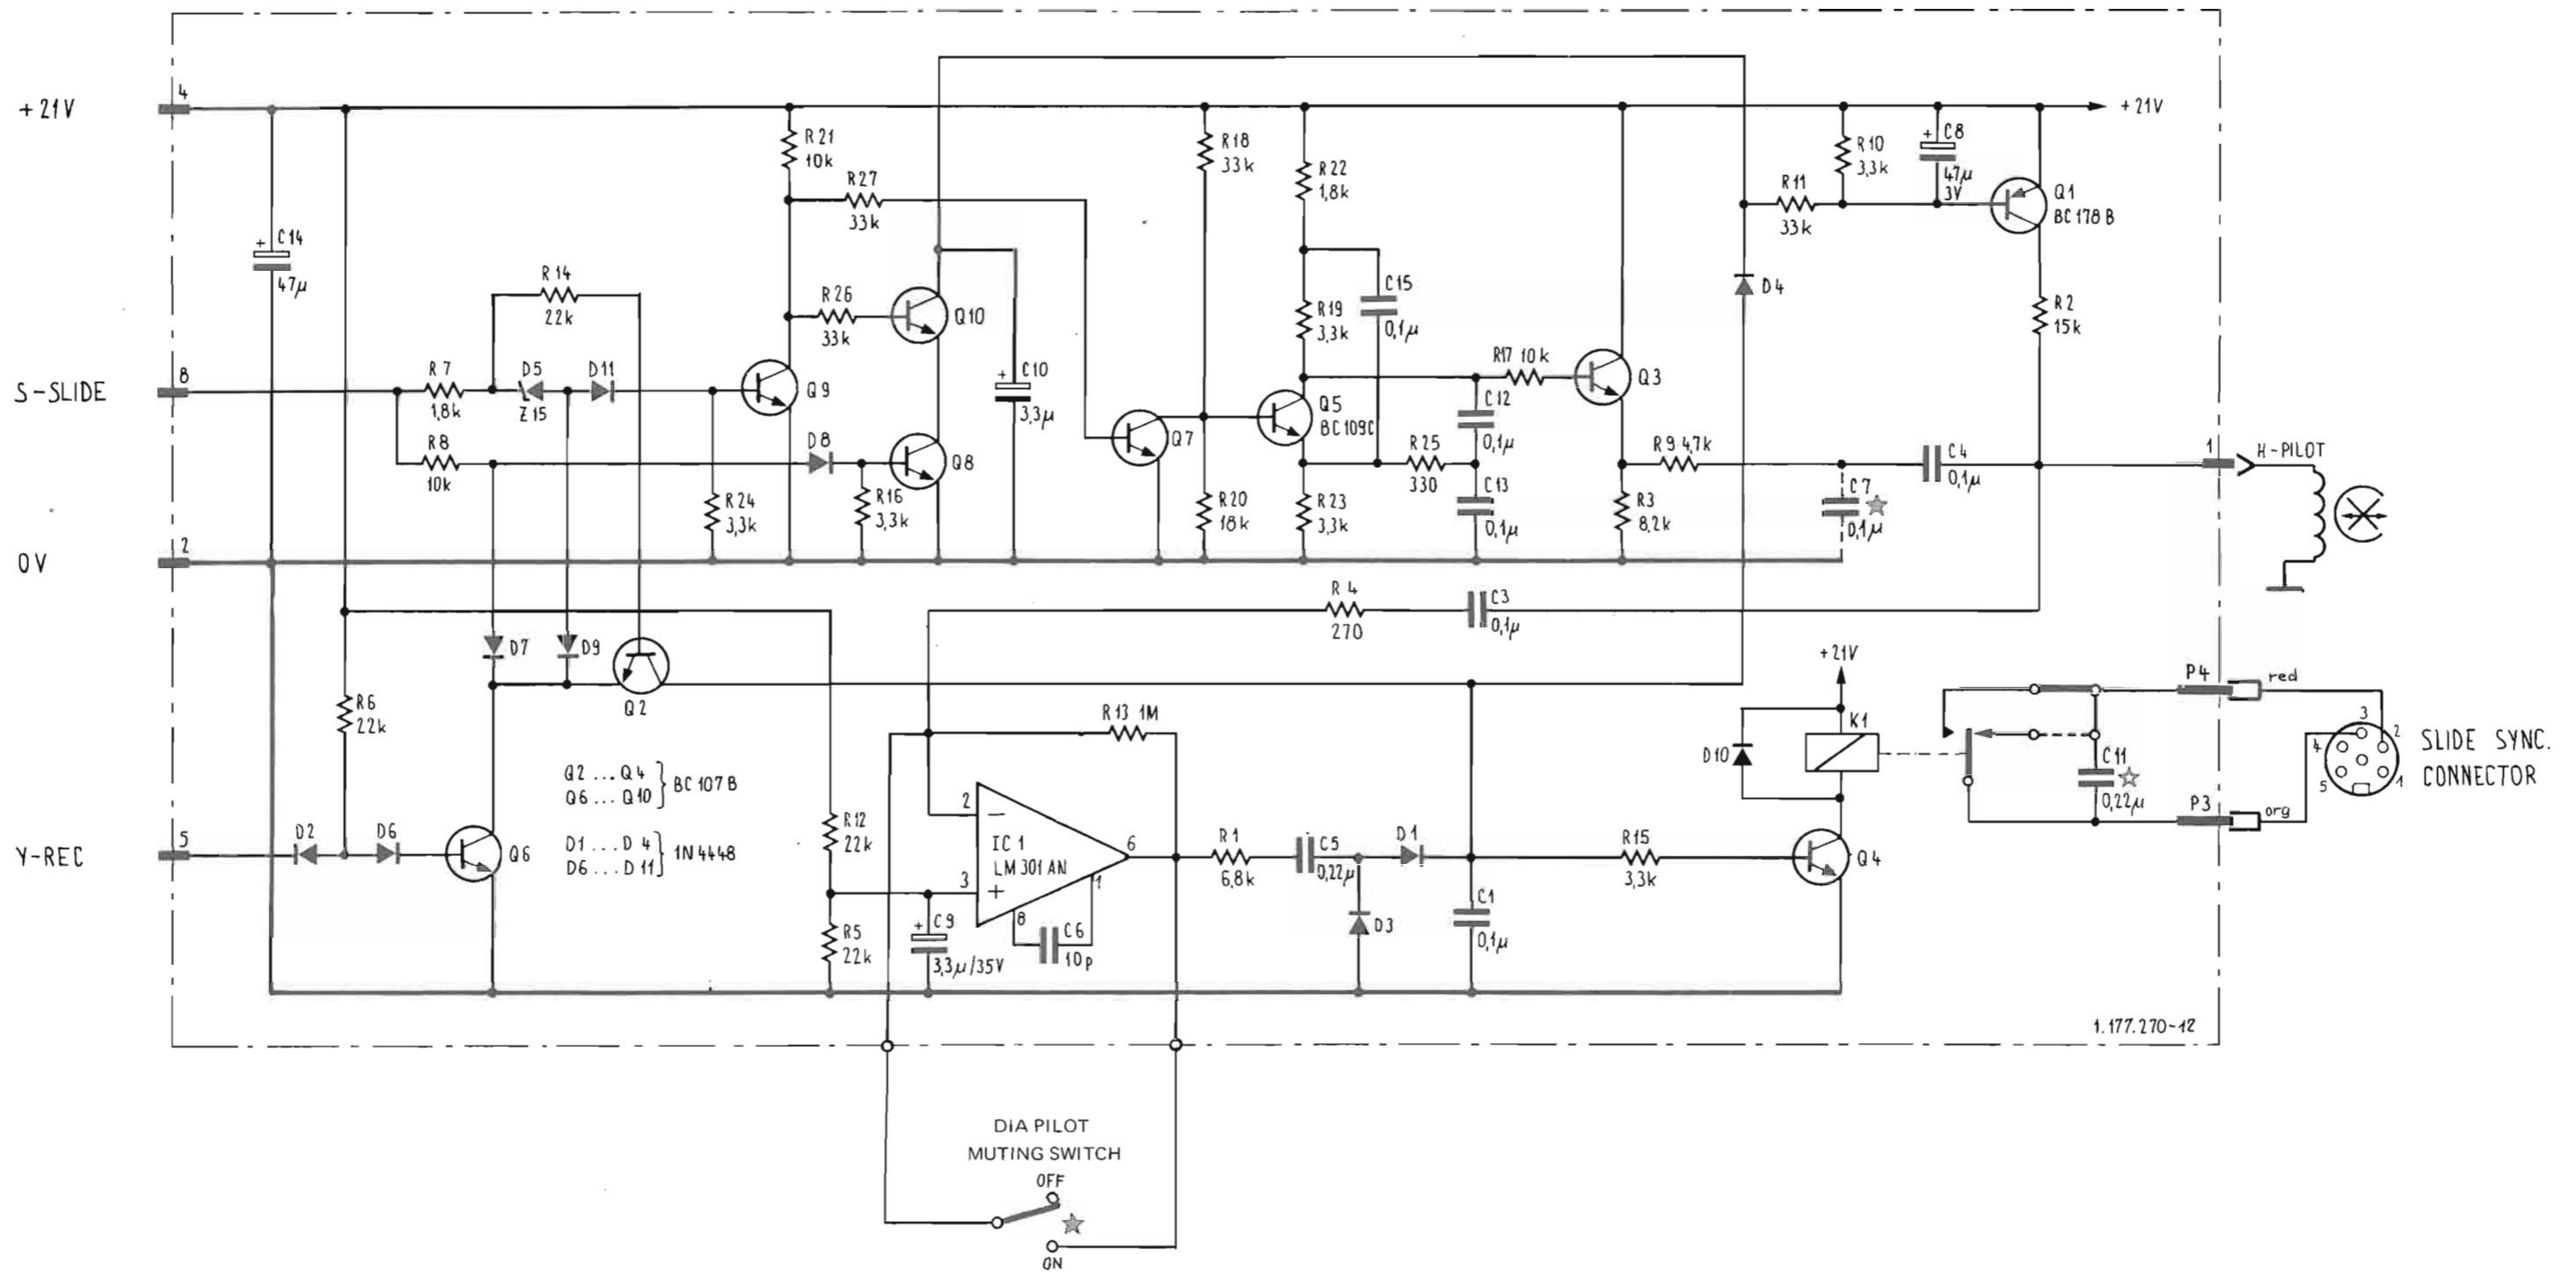 4
+21V
+21V
R21
10k
R18
33k
R22
1,8k
R10
3,3k
+ C8
47µ
3V
R11
33k
Q1
BC178B
R27
33k
+ C14
47µ
R14
22k
R26
33k
Q10
C15
0,1µ
R19
3,3k
D4
R2
15k
8
S-SLIDE
R7
1,8k
D5
Z15
D11
Q9
+ C10
3,3µ
R17 10k
Q3
R8
10k
D8
Q8
Q7
Q5
BC109C
C12
0,1µ
R25
330
R9 4,7k
C4
0,1µ
1
H-PILOT
R24
3,3k
R16
3,3k
R20
18k
R23
3,3k
C13
0,1µ
R3
8,2k
C7 ☆
0,1µ
2
0V
R4
270
C3
0,1µ
D7
D9
Q2
+21V
R6
22k
R13 1M
K1
D10
P4
red
3
2
4
5
1
SLIDE SYNC.
CONNECTOR
C11 ☆
0,22µ
P3
org
Q2 ... Q4
Q6 ... Q10
BC107B
D1 ... D4
D6 ... D11
1N4448
5
Y-REC
D2
D6
Q6
R12
22k
2
−
IC1
LM301AN
3
+
6
1
8
C6
10p
R1
6,8k
C5
0,22µ
D1
R15
3,3k
Q4
R5
22k
+ C9
3,3µ/35V
D3
C1
0,1µ
1.177.270-12
DIA PILOT
MUTING SWITCH
OFF
☆
ON